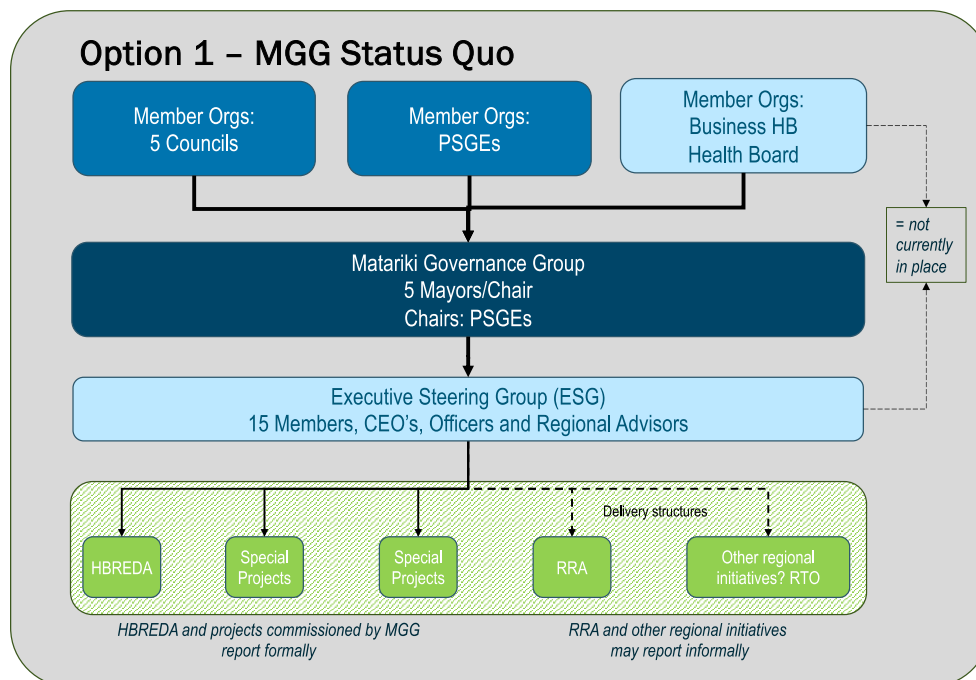 Option 1 – MGG Status Quo
Member Orgs:
5 Councils
Member Orgs:
PSGEs
Member Orgs:
Business HB
Health Board
= not
currently
in place
Matariki Governance Group
5 Mayors/Chair
Chairs: PSGEs
Executive Steering Group (ESG)
15 Members, CEO's, Officers and Regional Advisors
Delivery structures
HBREDA
Special
Projects
Special
Projects
RRA
Other regional
initiatives? RTO
HBREDA and projects commissioned by MGG
report formally
RRA and other regional initiatives
may report informally